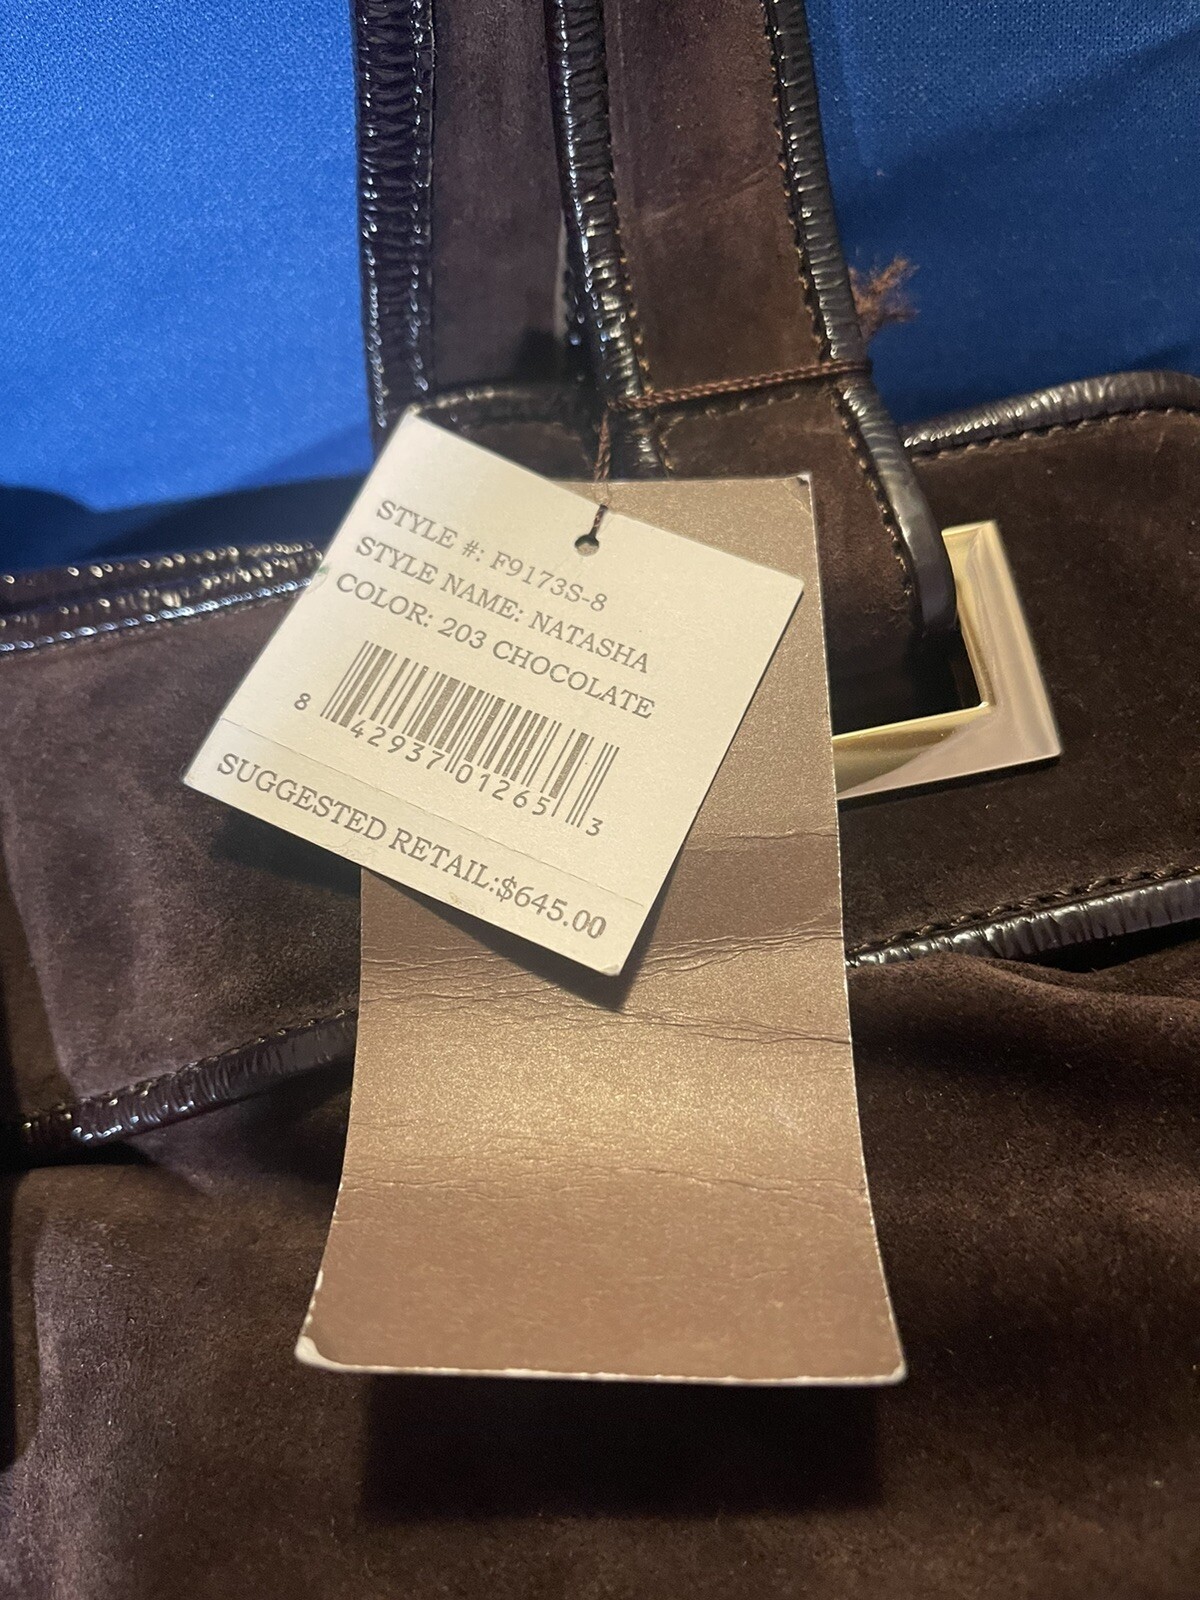 STYLE #: F9173S-8
STYLE NAME: NATASHA
COLOR: 203 CHOCOLATE
8 42937 01265 3
SUGGESTED RETAIL:$645.00